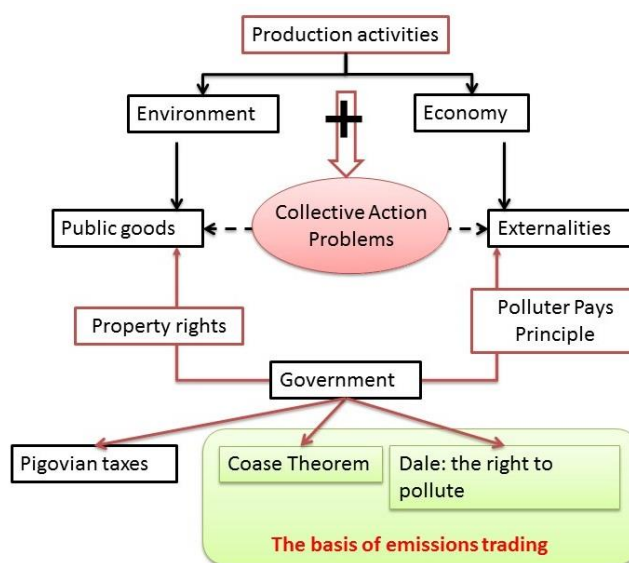 Production activities
Environment
Economy
Collective Action
Problems
Public goods
Externalities
Property rights
Polluter Pays
Principle
Government
Pigovian taxes
Coase Theorem
Dale: the right to
pollute
The basis of emissions trading